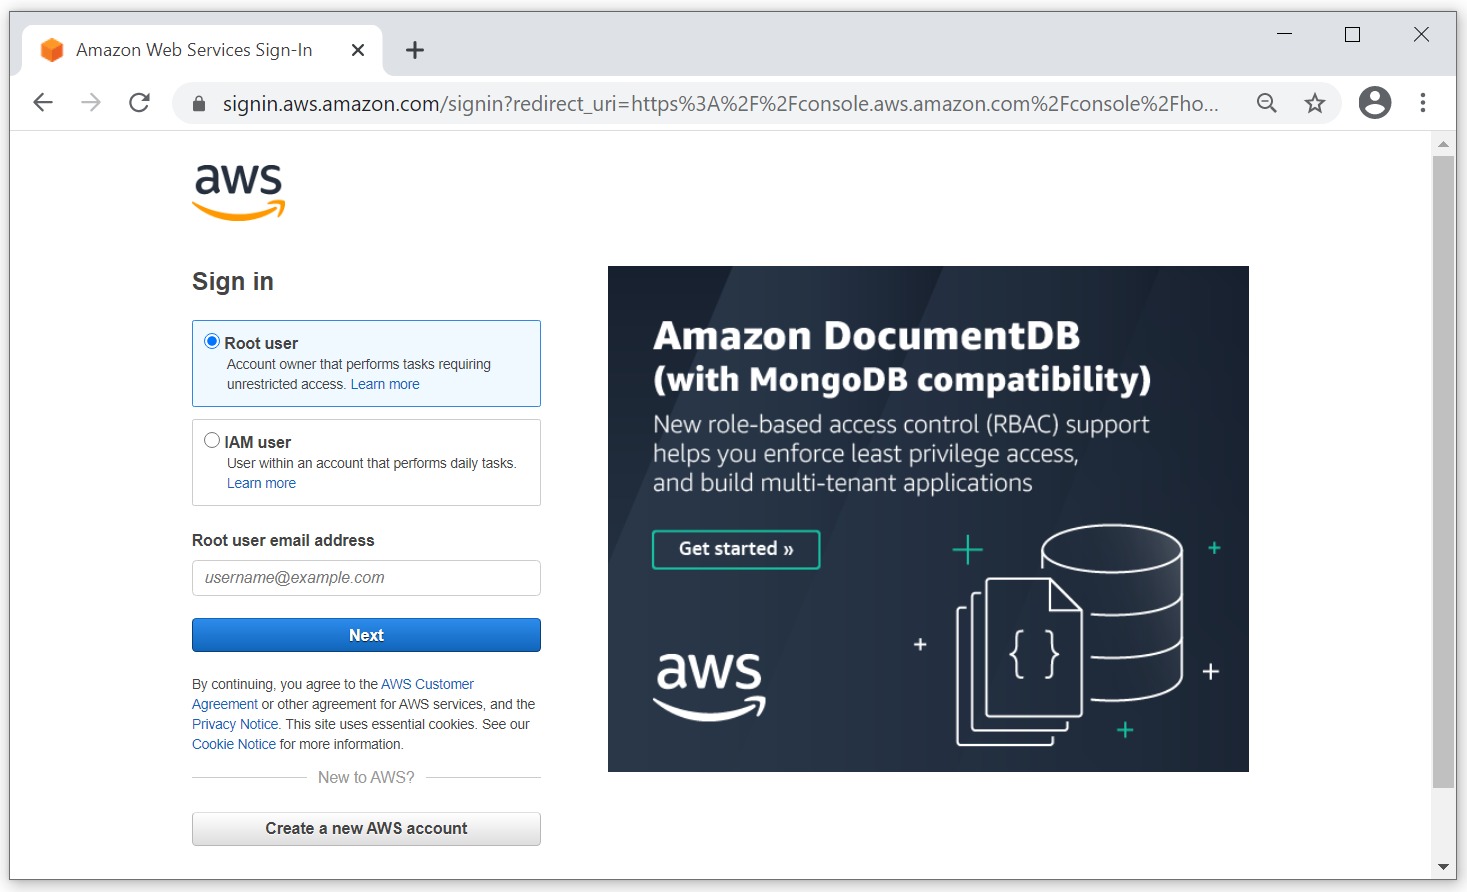 Amazon Web Services Sign-In
signin.aws.amazon.com/signin?redirect_uri=https%3A%2F%2Fconsole.aws.amazon.com%2Fconsole%2Fho...
aws
Sign in
Root user
Account owner that performs tasks requiring
unrestricted access. Learn more
IAM user
User within an account that performs daily tasks.
Learn more
Root user email address
username@example.com
Next
By continuing, you agree to the AWS Customer
Agreement or other agreement for AWS services, and the
Privacy Notice. This site uses essential cookies. See our
Cookie Notice for more information.
New to AWS?
Create a new AWS account
Amazon DocumentDB
(with MongoDB compatibility)
New role-based access control (RBAC) support
helps you enforce least privilege access,
and build multi-tenant applications
Get started »
{ }
aws